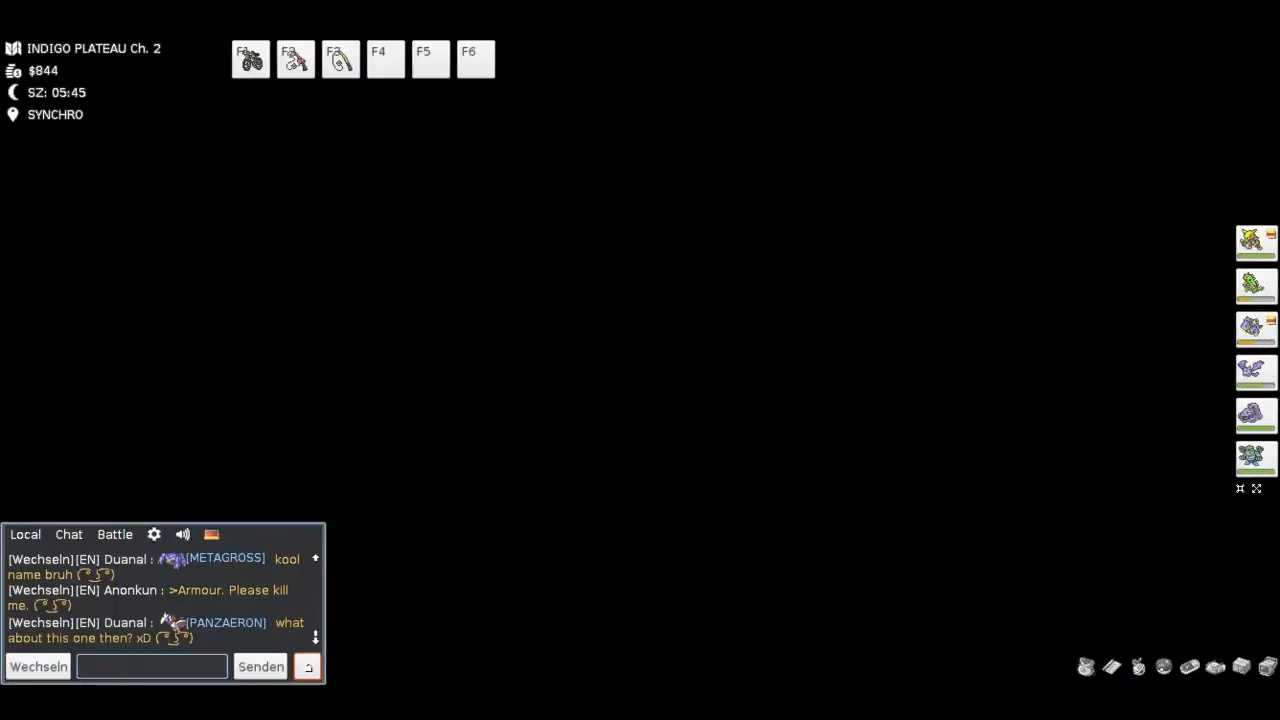 INDIGO PLATEAU Ch. 2
$844
SZ: 05:45
SYNCHRO
F2 F3 F4 F5 F6
Local Chat Battle
[Wechseln][EN] Duanal : [METAGROSS] kool
name bruh ( ͡° ͜ʖ ͡°)
[Wechseln][EN] Anonkun : >Armour. Please kill
me. ( ͡° ͜ʖ ͡°)
[Wechseln][EN] Duanal : [PANZAERON] what
about this one then? xD ( ͡° ͜ʖ ͡°)
Wechseln Senden